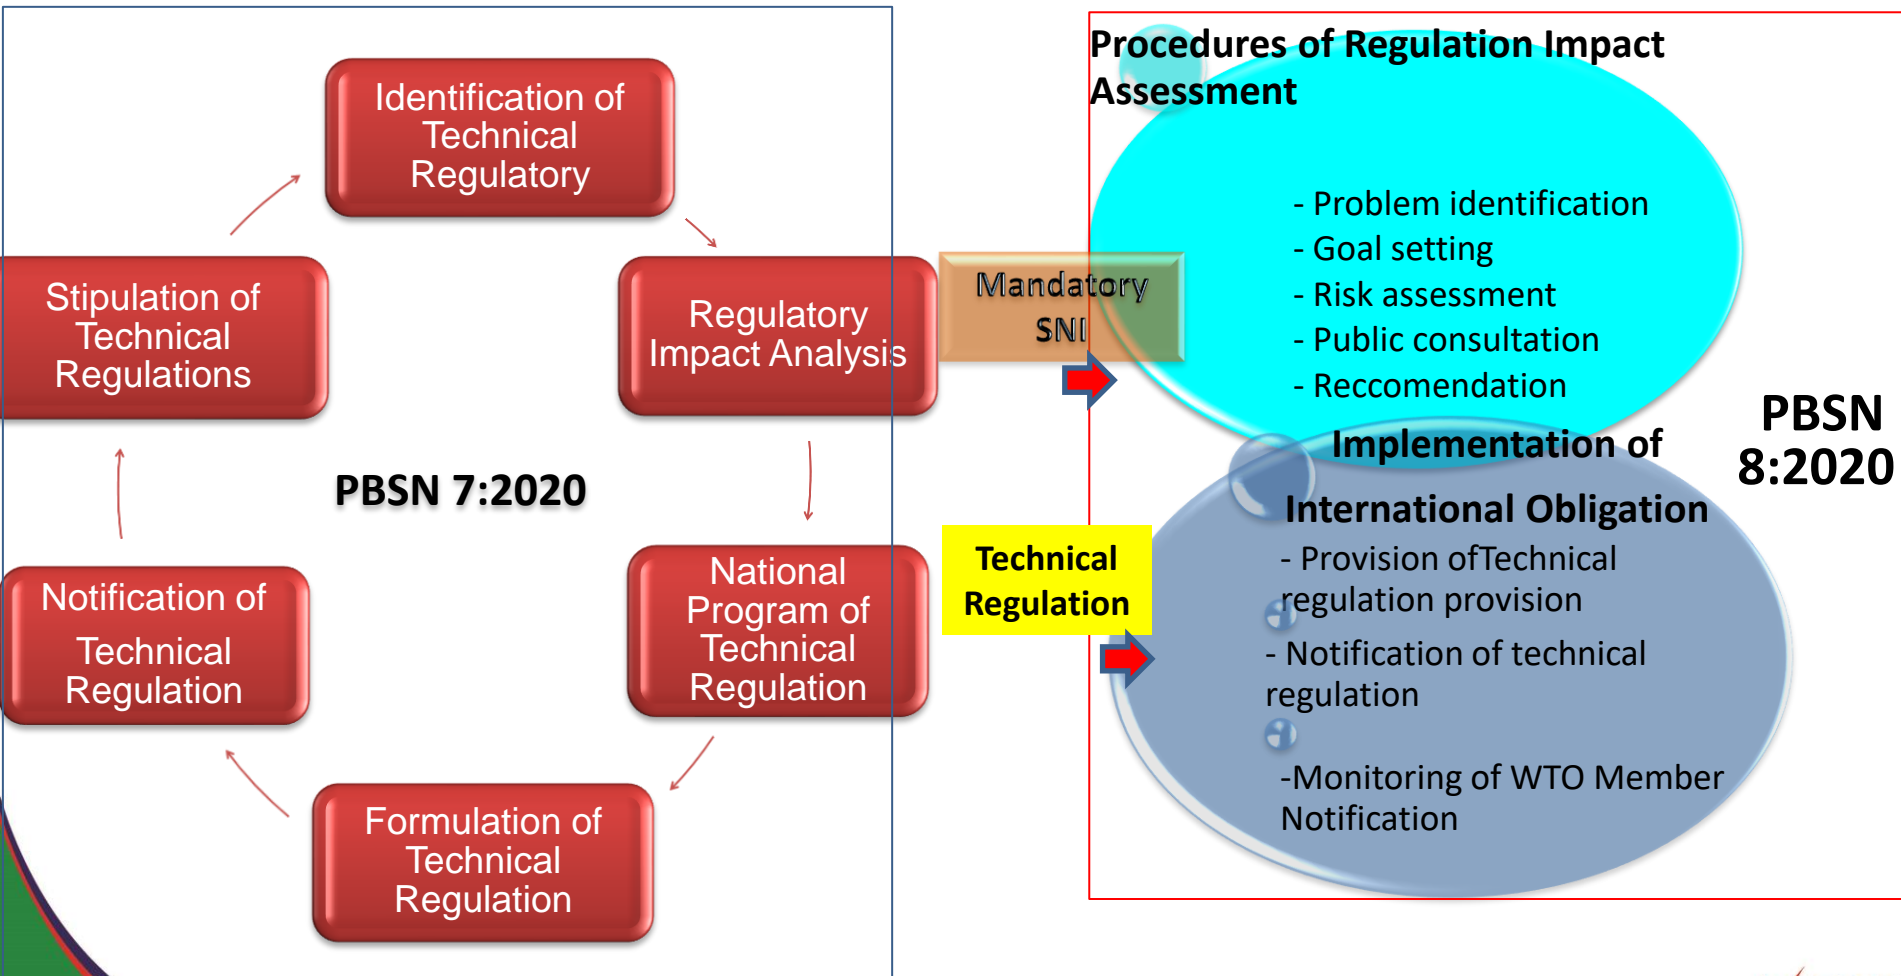 Identification of
Technical
Regulatory
Regulatory
Impact Analysis
National
Program of
Technical
Regulation
Formulation of
Technical
Regulation
Notification of
Technical
Regulation
Stipulation of
Technical
Regulations
PBSN 7:2020
Mandatory
SNI
Technical
Regulation
Procedures of Regulation Impact
Assessment
- Problem identification
- Goal setting
- Risk assessment
- Public consultation
- Reccomendation
Implementation of
International Obligation
- Provision ofTechnical
regulation provision
- Notification of technical
regulation
-Monitoring of WTO Member
Notification
PBSN
8:2020